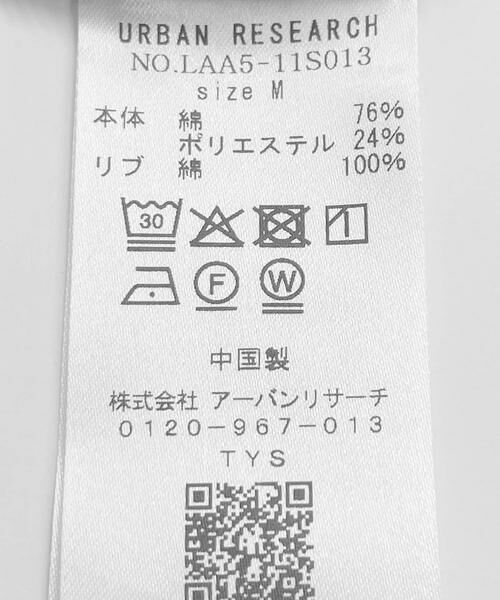 URBAN RESEARCH
NO.LAA5-11S013
size M
本体 綿 76%
ポリエステル 24%
リブ 綿 100%
30
F W
中国製
株式会社 アーバンリサーチ
0120-967-013
TYS